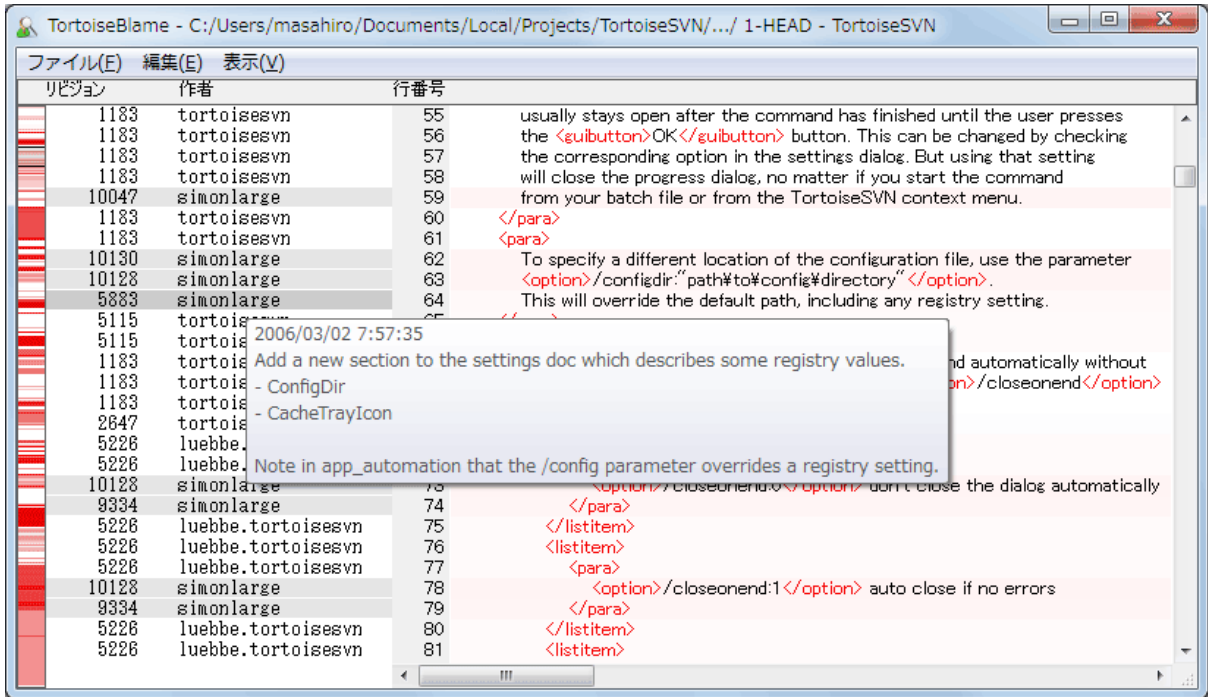 TortoiseBlame - C:/Users/masahiro/Documents/Local/Projects/TortoiseSVN/.../ 1-HEAD - TortoiseSVN
ファイル(F) 編集(E) 表示(V)
リビジョン 作者 行番号
1183 tortoisesvn 55 usually stays open after the command has finished until the user presses
1183 tortoisesvn 56 the <guibutton>OK</guibutton> button. This can be changed by checking
1183 tortoisesvn 57 the corresponding option in the settings dialog. But using that setting
1183 tortoisesvn 58 will close the progress dialog, no matter if you start the command
10047 simonlarge 59 from your batch file or from the TortoiseSVN context menu.
1183 tortoisesvn 60 </para>
1183 tortoisesvn 61 <para>
10130 simonlarge 62 To specify a different location of the configuration file, use the parameter
10128 simonlarge 63 <option>/configdir:"path¥to¥config¥directory"</option>.
5883 simonlarge 64 This will override the default path, including any registry setting.
5115
5115
1183 nd automatically without
1183 /closeonend</option>
1183
2647
5226 luebbe.
5226 luebbe.
2006/03/02 7:57:35
Add a new section to the settings doc which describes some registry values.
- ConfigDir
- CacheTrayIcon
Note in app_automation that the /config parameter overrides a registry setting.
10128 simonlarge 73 <option>/closeonend:0</option> don't close the dialog automatically
9334 simonlarge 74 </para>
5226 luebbe.tortoisesvn 75 </listitem>
5226 luebbe.tortoisesvn 76 <listitem>
5226 luebbe.tortoisesvn 77 <para>
10128 simonlarge 78 <option>/closeonend:1</option> auto close if no errors
9334 simonlarge 79 </para>
5226 luebbe.tortoisesvn 80 </listitem>
5226 luebbe.tortoisesvn 81 <listitem>